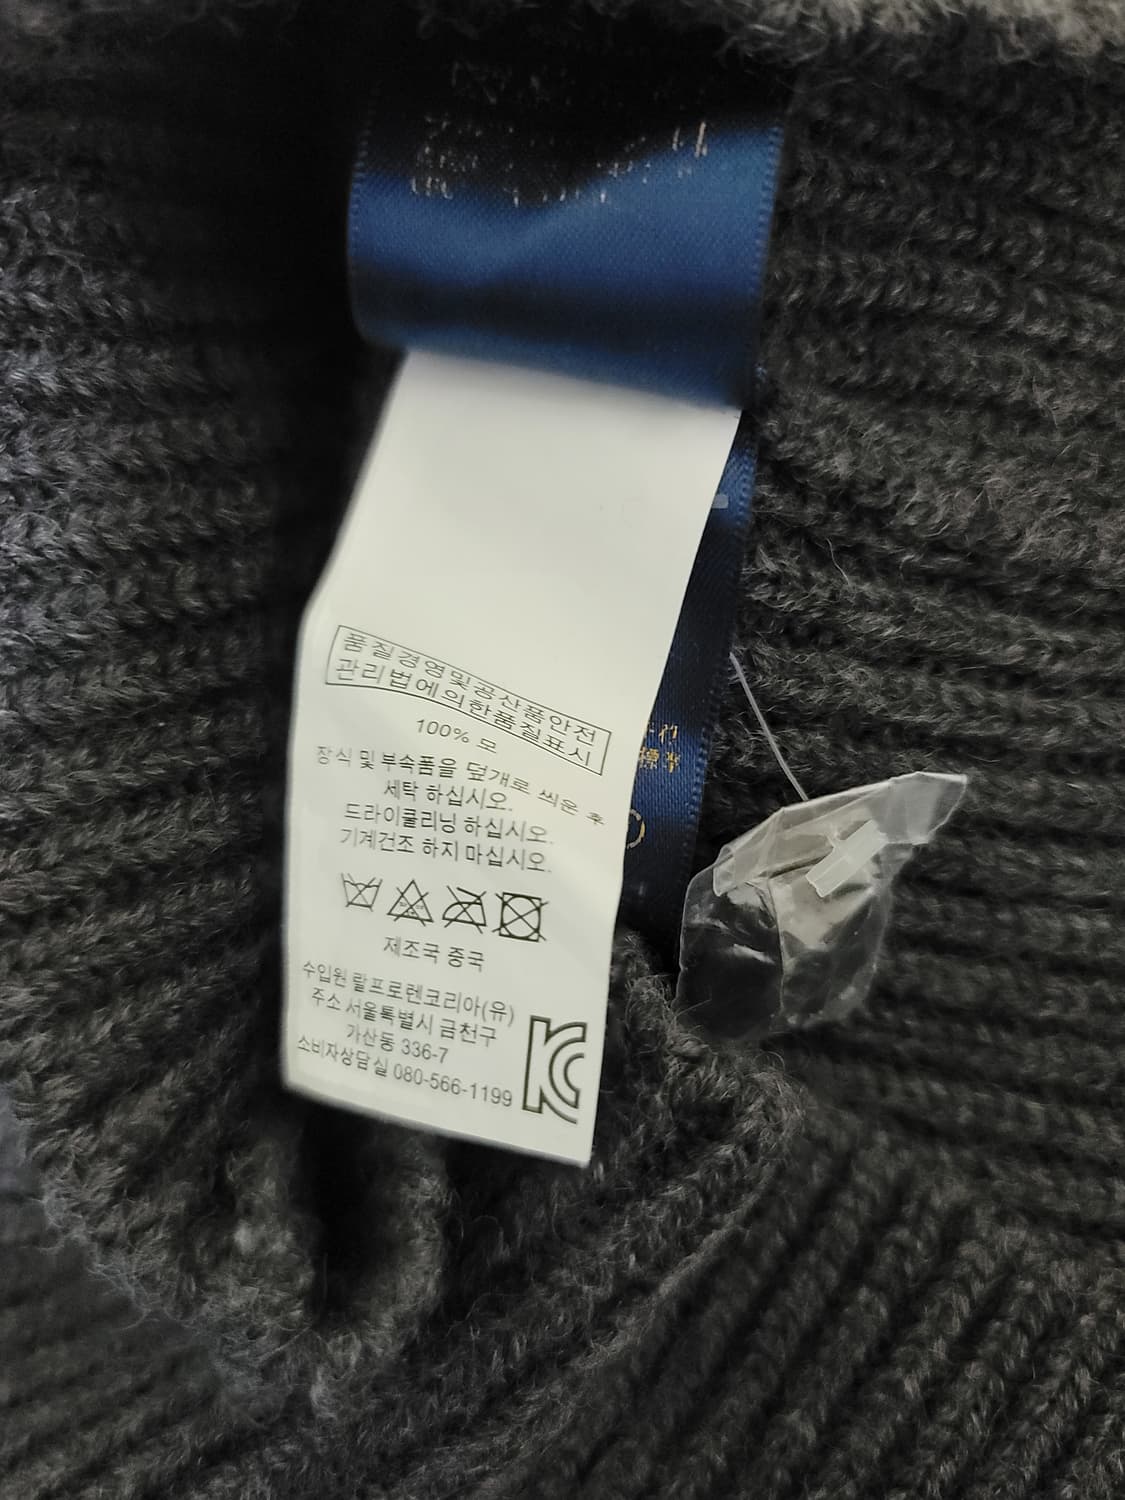 품질경영및공산품안전
관리법에의한품질표시
100% 모
장식 및 부속품을 덮개로 씌운 후
세탁 하십시오.
드라이클리닝 하십시오.
기계건조 하지 마십시오.
제조국 중국
수입원 랄프로렌코리아(유)
주소 서울특별시 금천구
가산동 336-7
소비자상담실 080-566-1199
KC